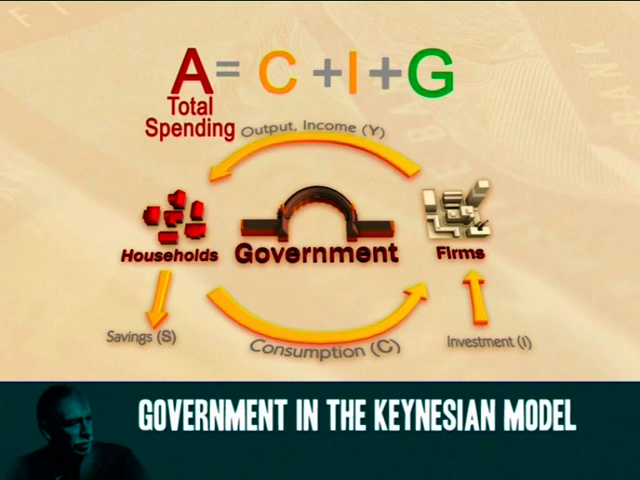 A= C +I+G
Total
Spending
Output, Income (Y)
Households
Government
Firms
Savings (S)
Consumption (C)
Investment (I)
GOVERNMENT IN THE KEYNESIAN MODEL